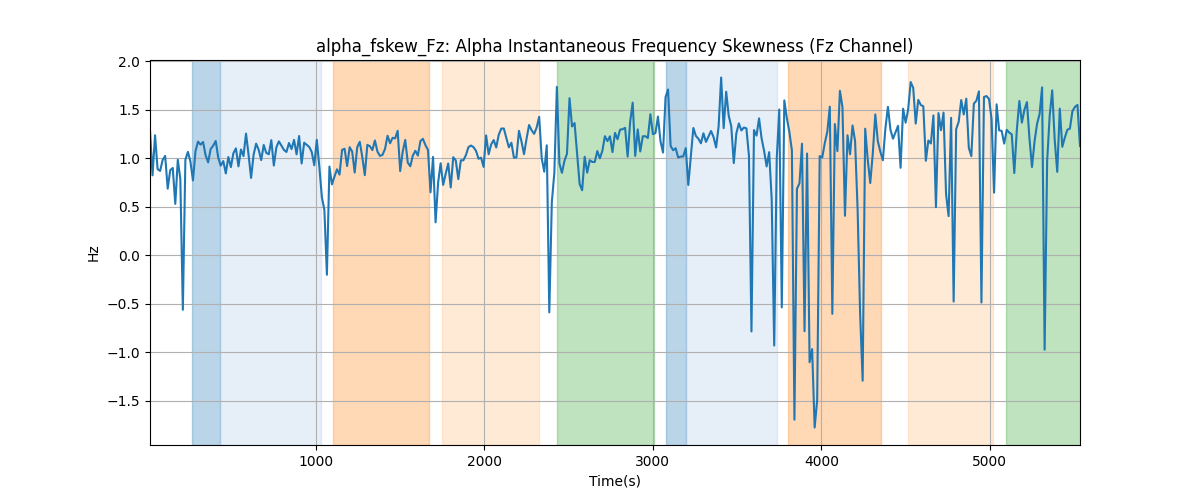 alpha_fskew_Fz: Alpha Instantaneous Frequency Skewness (Fz Channel)
2.0
1.5
1.0
0.5
0.0
−0.5
−1.0
−1.5
Hz
1000 2000 3000 4000 5000
Time(s)